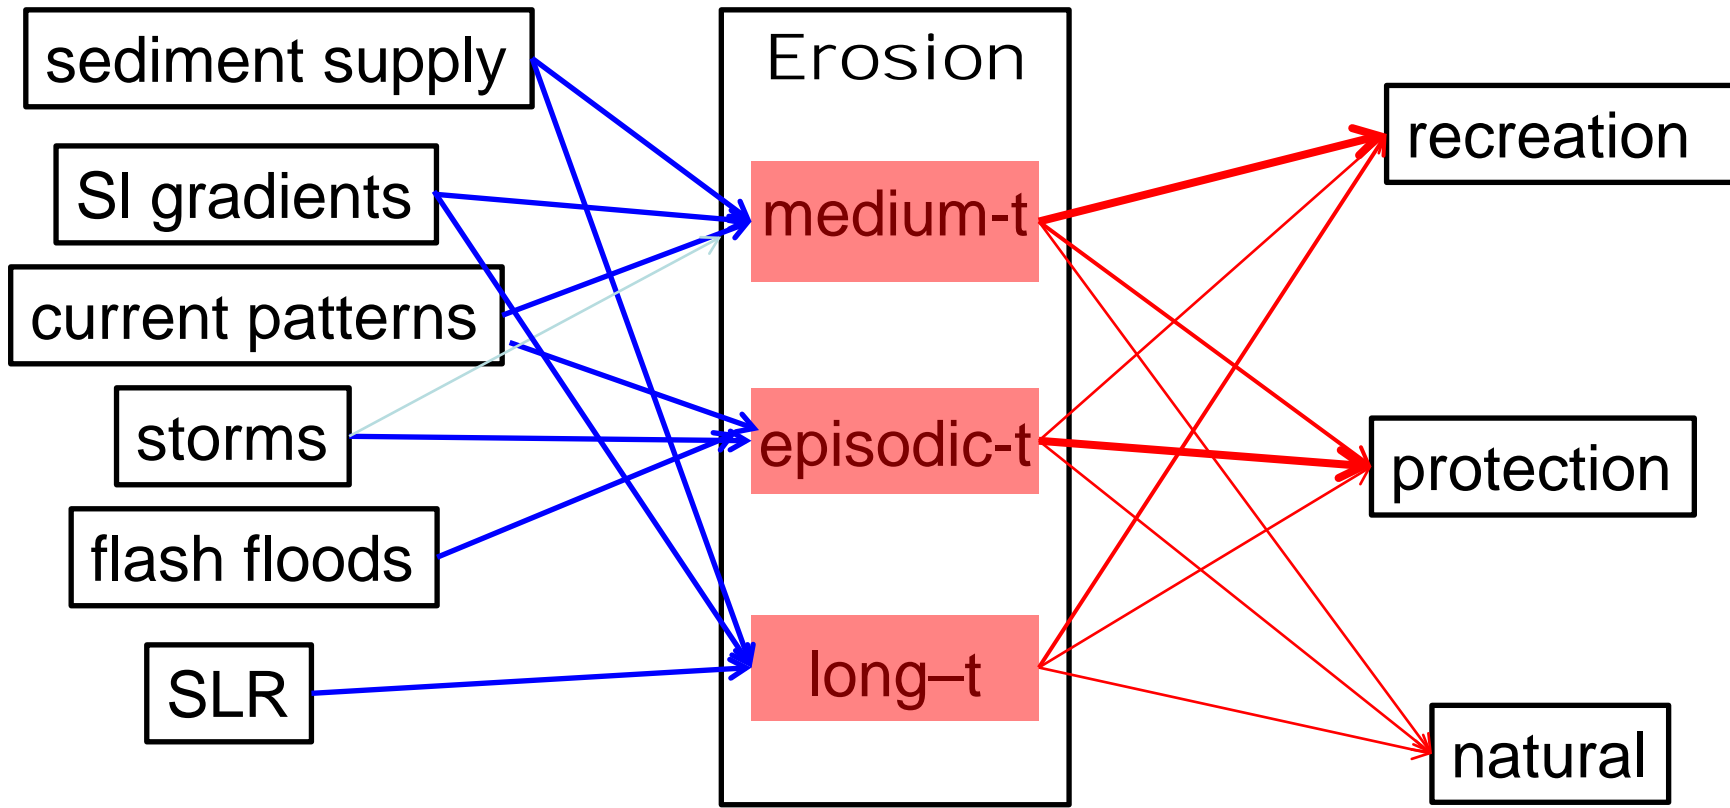 sediment supply
SI gradients
current patterns
storms
flash floods
SLR
Erosion
medium-t
episodic-t
long–t
recreation
protection
natural